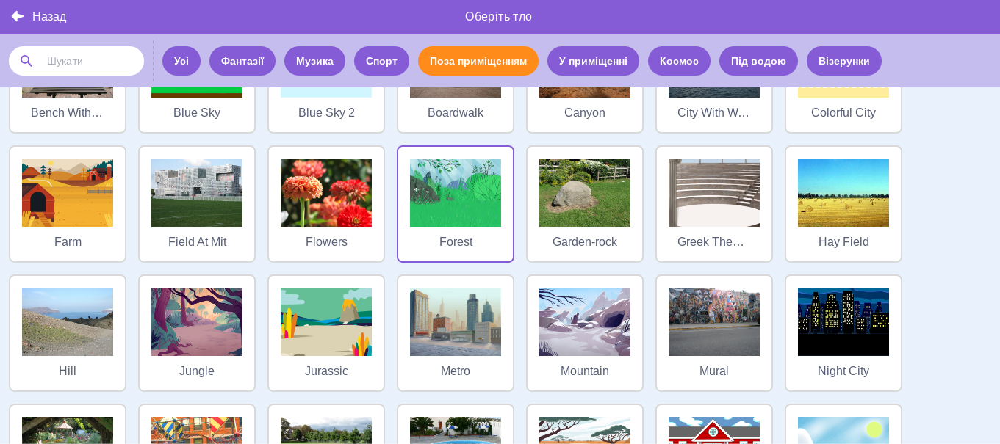 Назад
Оберіть тло
Шукати
Усі
Фантазії
Музика
Спорт
Поза приміщенням
У приміщенні
Космос
Під водою
Візерунки
Bench With…
Blue Sky
Blue Sky 2
Boardwalk
Canyon
City With W…
Colorful City
Farm
Field At Mit
Flowers
Forest
Garden-rock
Greek The…
Hay Field
Hill
Jungle
Jurassic
Metro
Mountain
Mural
Night City